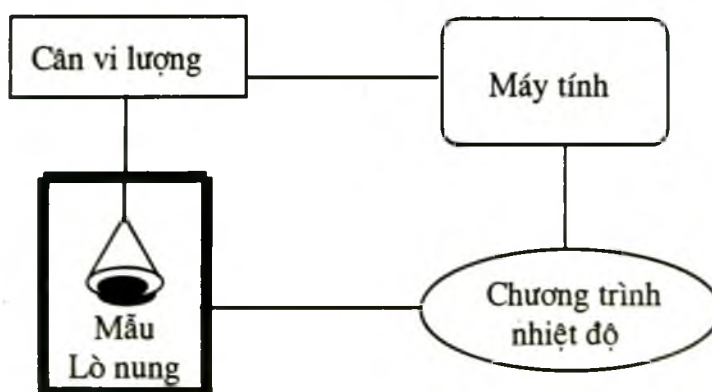 Cân vi lượng
Máy tính
Mẫu
Lò nung
Chương trình
nhiệt độ